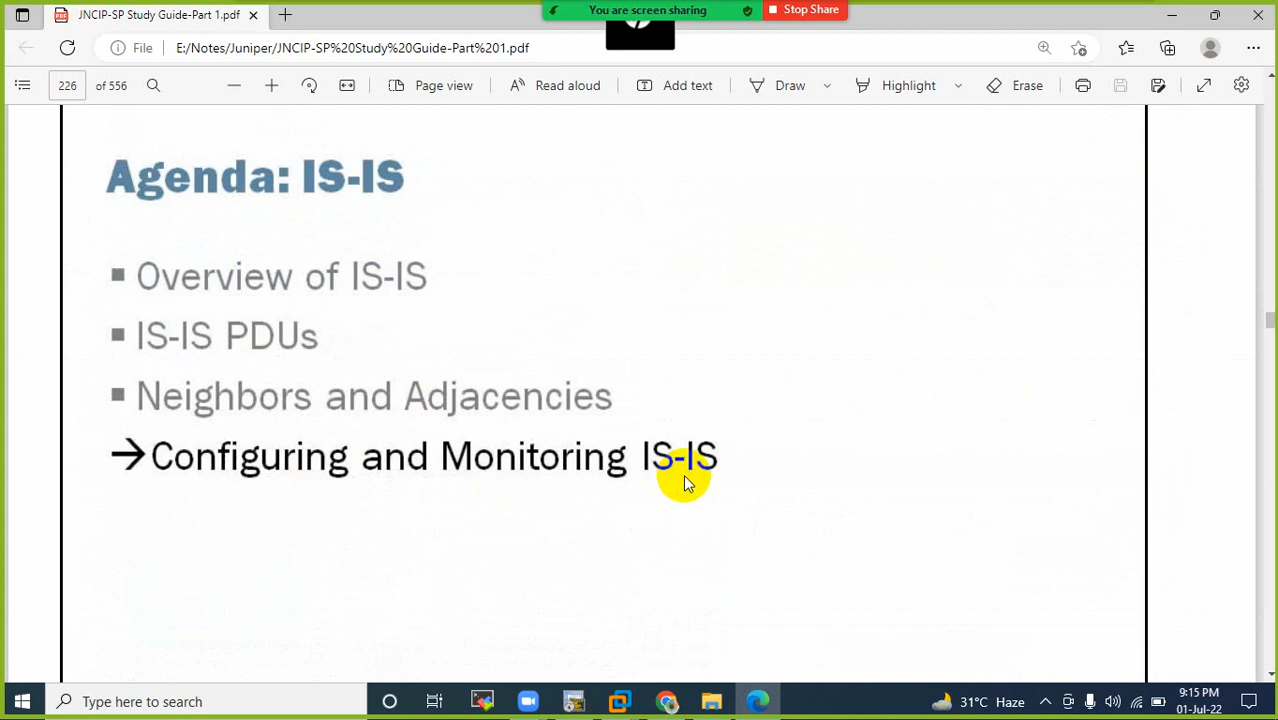 JNCIP-SP Study Guide-Part 1.pdf
You are screen sharing
Stop Share
File
E:/Notes/Juniper/JNCIP-SP%20Study%20Guide-Part%201.pdf
226 of 556
Page view
Read aloud
Add text
Draw
Highlight
Erase
Agenda: IS-IS
Overview of IS-IS
IS-IS PDUs
Neighbors and Adjacencies
→Configuring and Monitoring IS-IS
Type here to search
31°C Haze
9:15 PM
01-Jul-22